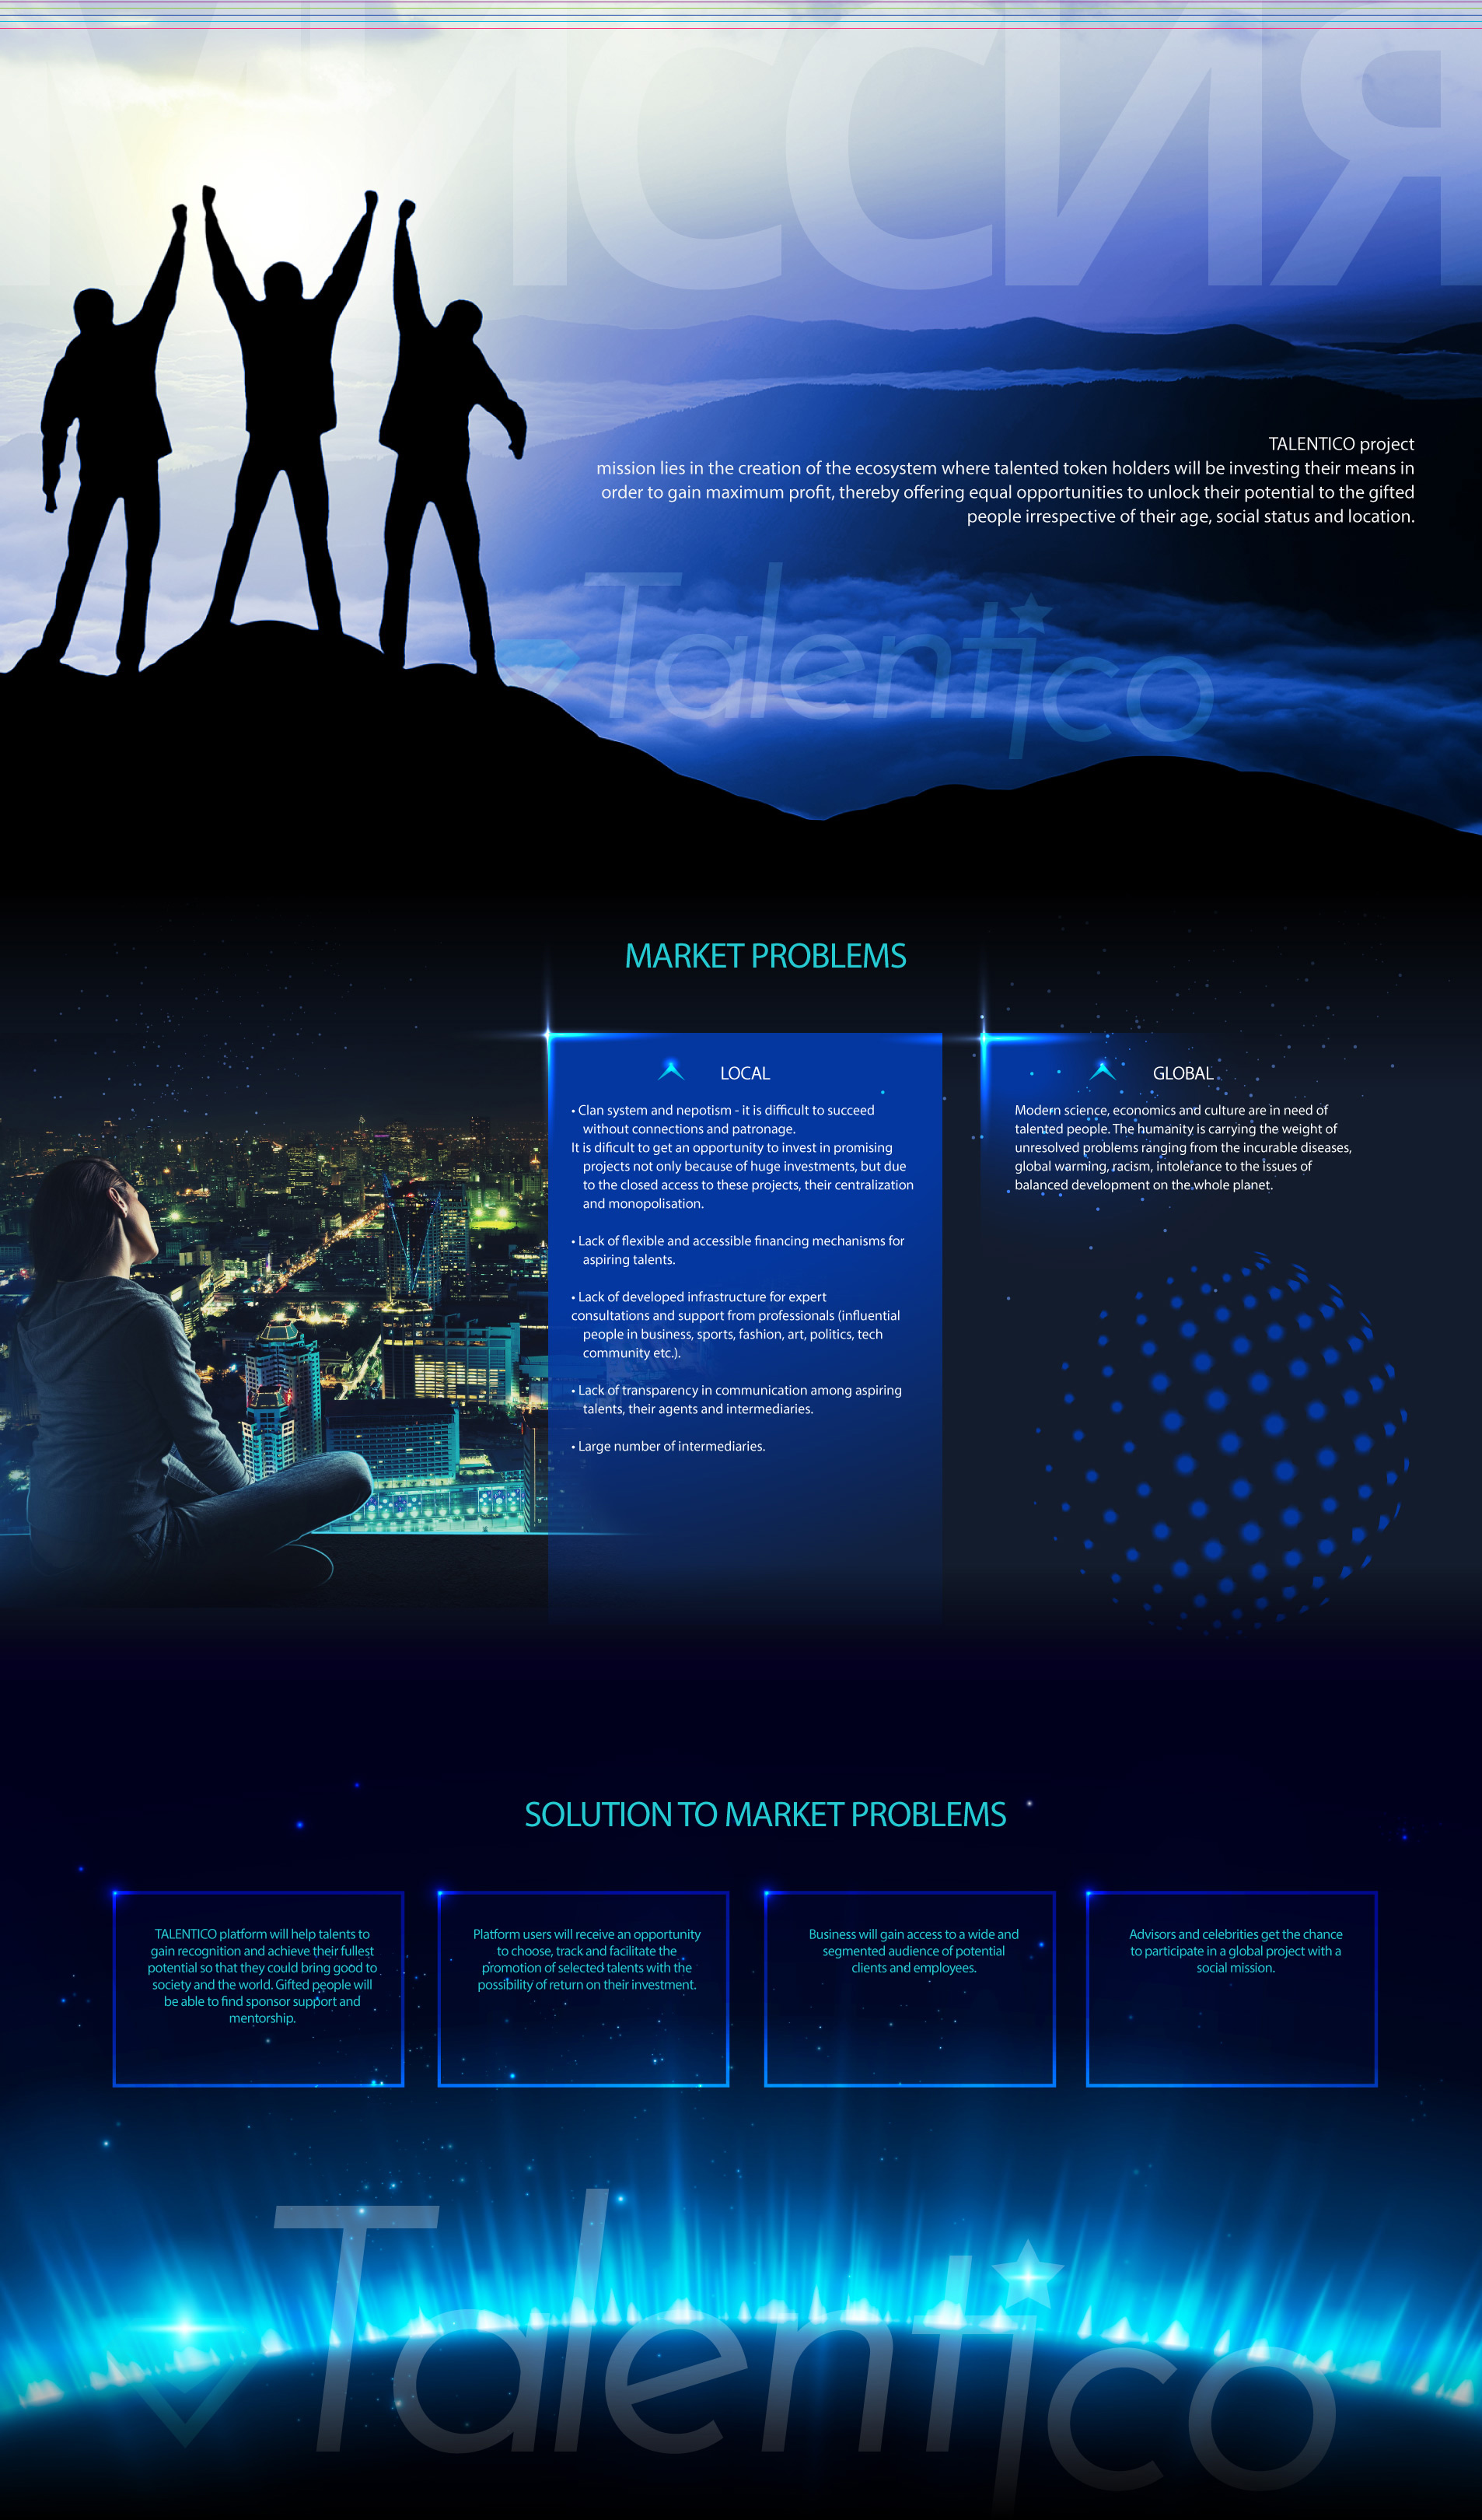 МИССИЯ
TALENTICO project
mission lies in the creation of the ecosystem where talented token holders will be investing their means in
order to gain maximum profit, thereby offering equal opportunities to unlock their potential to the gifted
people irrespective of their age, social status and location.
Talentico
MARKET PROBLEMS
LOCAL
• Clan system and nepotism - it is difficult to succeed
without connections and patronage.
It is dificult to get an opportunity to invest in promising
projects not only because of huge investments, but due
to the closed access to these projects, their centralization
and monopolisation.
• Lack of flexible and accessible financing mechanisms for
aspiring talents.
• Lack of developed infrastructure for expert
consultations and support from professionals (influential
people in business, sports, fashion, art, politics, tech
community etc.).
• Lack of transparency in communication among aspiring
talents, their agents and intermediaries.
• Large number of intermediaries.
GLOBAL
Modern science, economics and culture are in need of
talented people. The humanity is carrying the weight of
unresolved problems ranging from the incurable diseases,
global warming, racism, intolerance to the issues of
balanced development on the whole planet.
SOLUTION TO MARKET PROBLEMS
TALENTICO platform will help talents to
gain recognition and achieve their fullest
potential so that they could bring good to
society and the world. Gifted people will
be able to find sponsor support and
mentorship.
Platform users will receive an opportunity
to choose, track and facilitate the
promotion of selected talents with the
possibility of return on their investment.
Business will gain access to a wide and
segmented audience of potential
clients and employees.
Advisors and celebrities get the chance
to participate in a global project with a
social mission.
Talentico